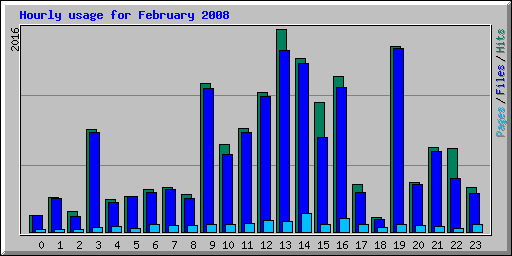 Hourly usage for February 2008
2016
Pages / Files / Hits
0 1 2 3 4 5 6 7 8 9 10 11 12 13 14 15 16 17 18 19 20 21 22 23